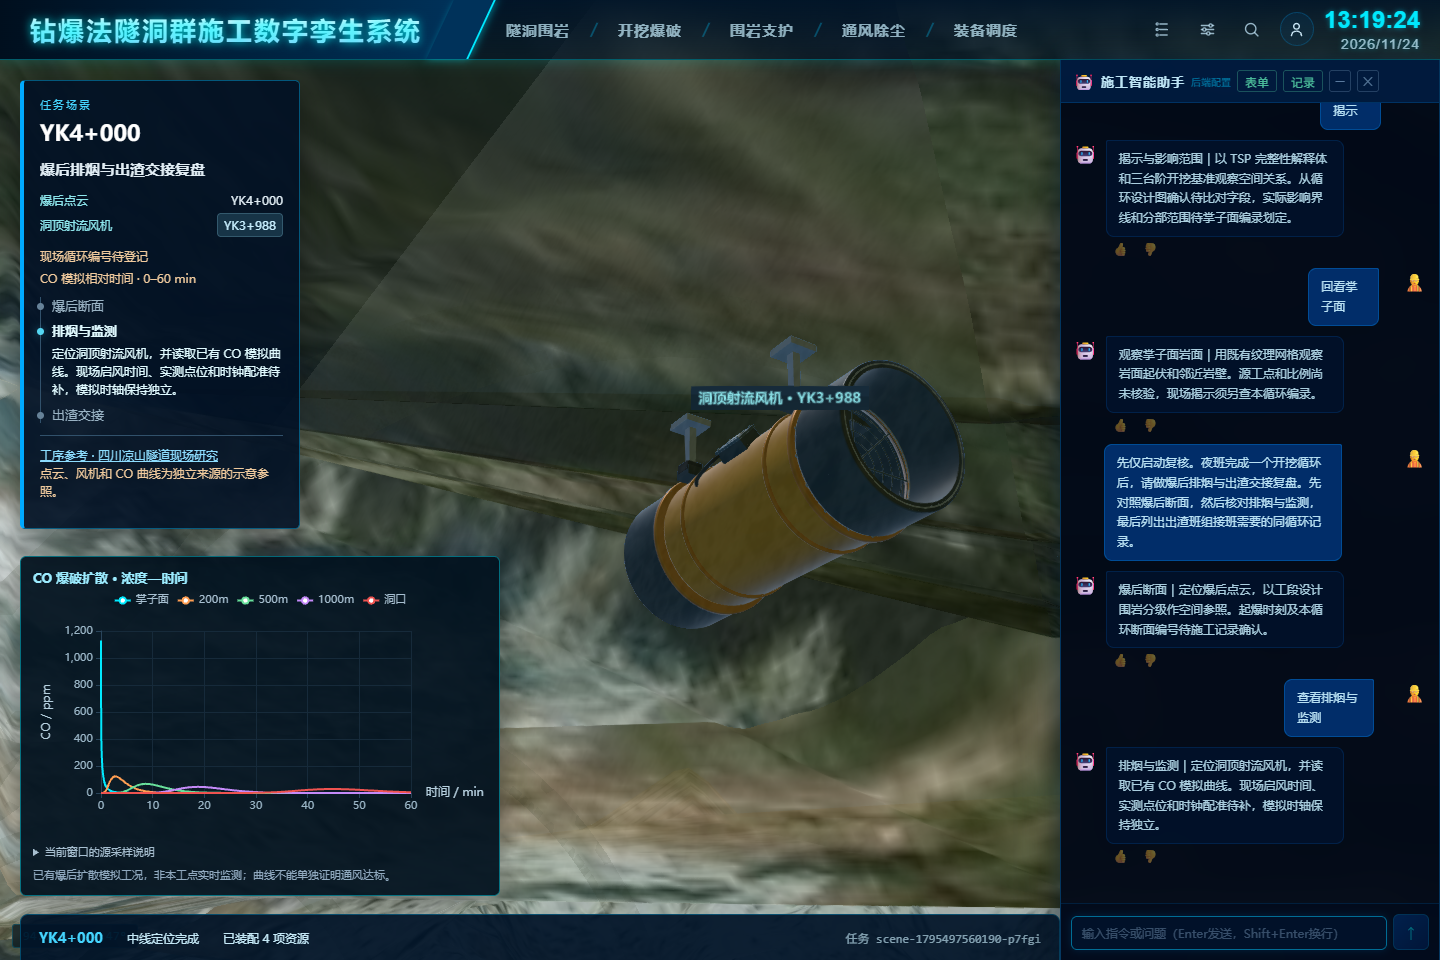 钻爆法隧洞群施工数字孪生系统
隧洞围岩 / 开挖爆破 / 围岩支护 / 通风除尘 / 装备调度
13:19:24
2026/11/24
任务场景
YK4+000
爆后排烟与出渣交接复盘
爆后点云 YK4+000
洞顶射流风机 YK3+988
现场循环编号待登记
CO 模拟相对时间 · 0–60 min
爆后断面
排烟与监测
定位洞顶射流风机，并读取已有 CO 模拟曲
线。现场启风时间、实测点位和时钟配准待
补，模拟时轴保持独立。
出渣交接
工序参考 · 四川凉山隧道现场研究
点云、风机和 CO 曲线为独立来源的示意参
照。
洞顶射流风机 • YK3+988
CO 爆破扩散 • 浓度—时间
掌子面 200m 500m 1000m 洞口
CO / ppm
1,200
1,000
800
600
400
200
0
0 10 20 30 40 50 60
时间 / min
▶ 当前窗口的源采样说明
已有爆后扩散模拟工况，非本工点实时监测；曲线不能单独证明通风达标。
YK4+000 中线定位完成 已装配 4 项资源
任务 scene-1795497560190-p7fgi
施工智能助手 后端配置 表单 记录
揭示
揭示与影响范围 | 以 TSP 完整性解释体
和三台阶开挖基准观察空间关系。从循
环设计图确认待比对字段，实际影响界
线和分部范围待掌子面编录划定。
回看掌
子面
观察掌子面岩面 | 用既有纹理网格观察
岩面起伏和邻近岩壁。源工点和比例尚
未核验，现场揭示须另查本循环编录。
先仅启动复核。夜班完成一个开挖循环
后，请做爆后排烟与出渣交接复盘。先
对照爆后断面，然后核对排烟与监测，
最后列出出渣班组接班需要的同循环记
录。
爆后断面 | 定位爆后点云，以工段设计
围岩分级作空间参照。起爆时刻及本循
环断面编号待施工记录确认。
查看排烟与
监测
排烟与监测 | 定位洞顶射流风机，并读
取已有 CO 模拟曲线。现场启风时间、
实测点位和时钟配准待补，模拟时轴保
持独立。
输入指令或问题（Enter发送，Shift+Enter换行）